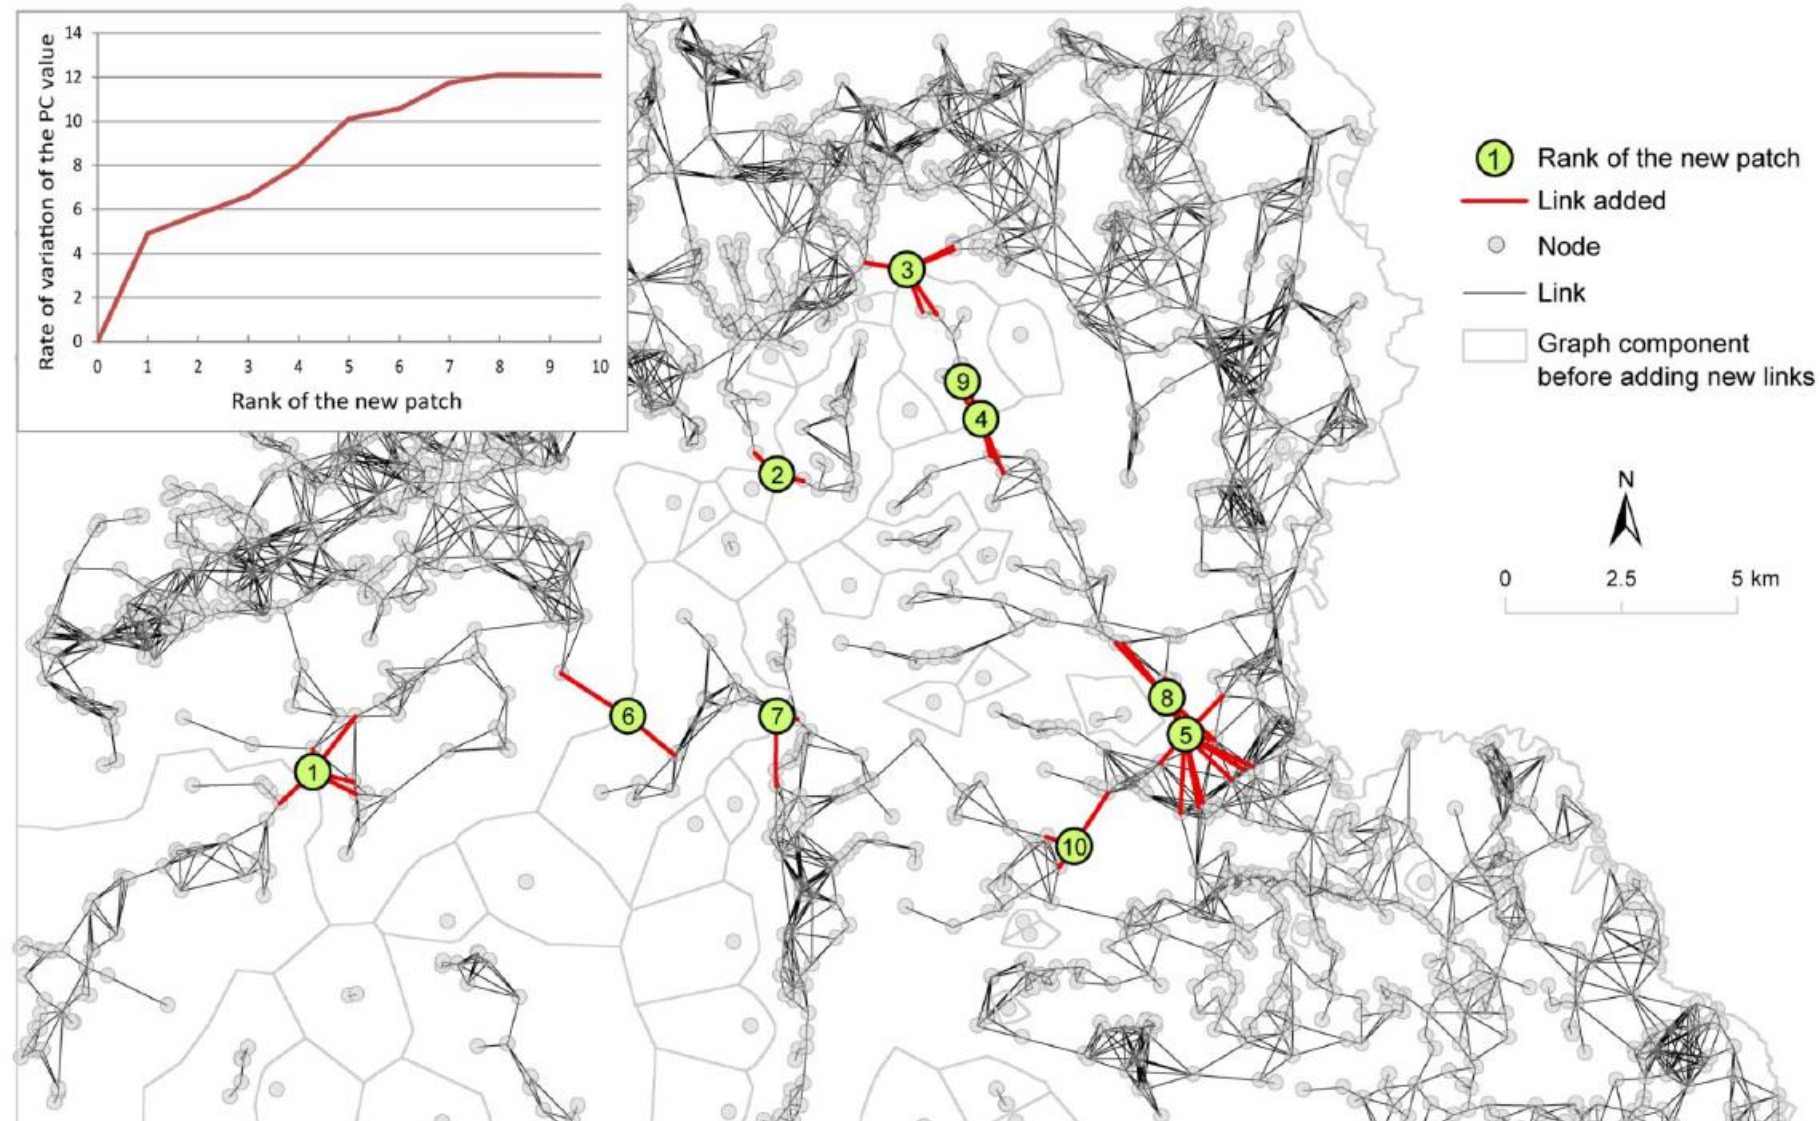 Rate of variation of the PC value
14
12
10
8
6
4
2
0
0 1 2 3 4 5 6 7 8 9 10
Rank of the new patch
3
9
4
2
6
7
8
1
5
10
1 Rank of the new patch
Link added
Node
Link
Graph component
before adding new links
N
0 2.5 5 km